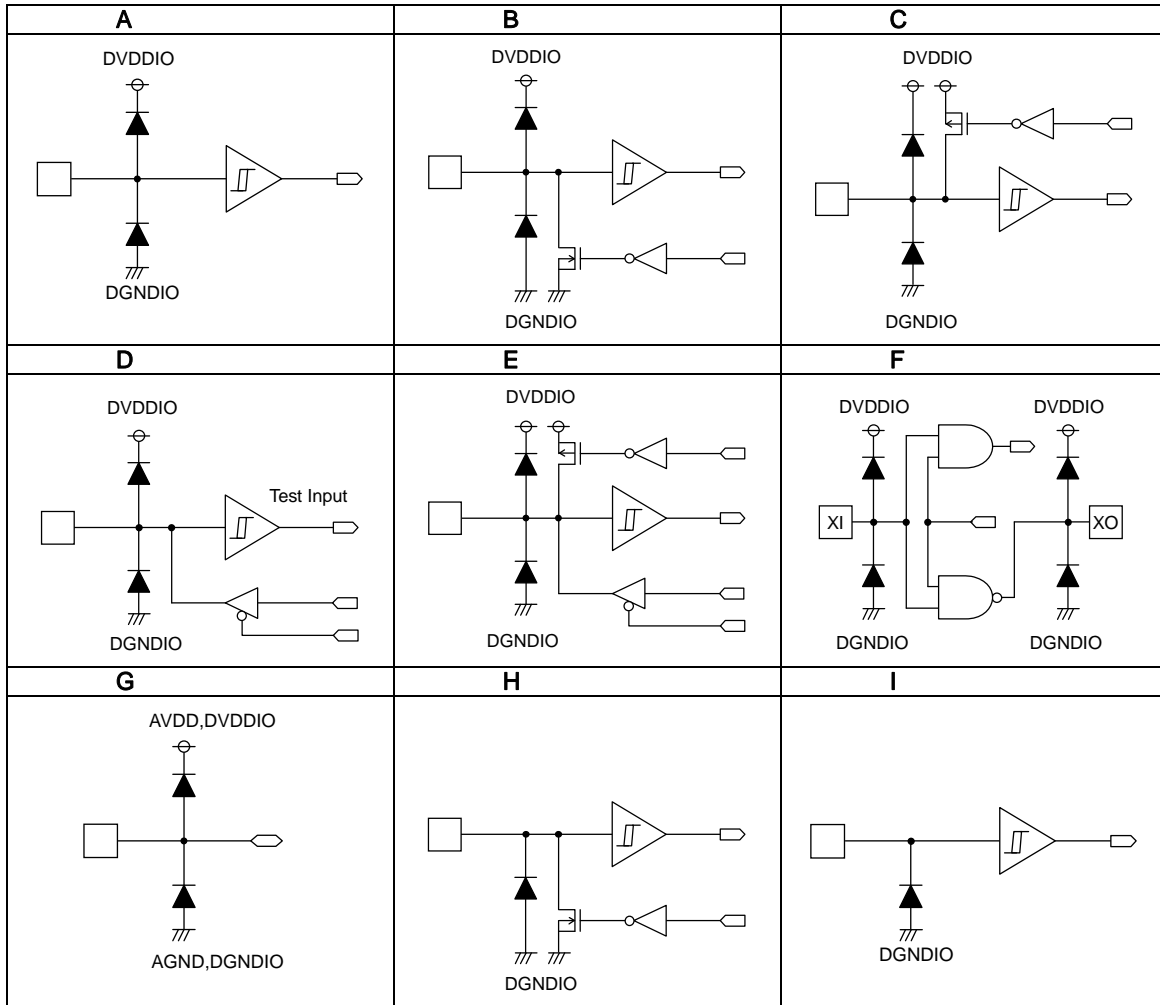 A B C
DVDDIO
DGNDIO
DVDDIO
DGNDIO
DVDDIO
DGNDIO
D E F
DVDDIO
Test Input
DGNDIO
DVDDIO
DGNDIO
DVDDIO DVDDIO
XI XO
DGNDIO DGNDIO
G H I
AVDD,DVDDIO
AGND,DGNDIO
DGNDIO
DGNDIO